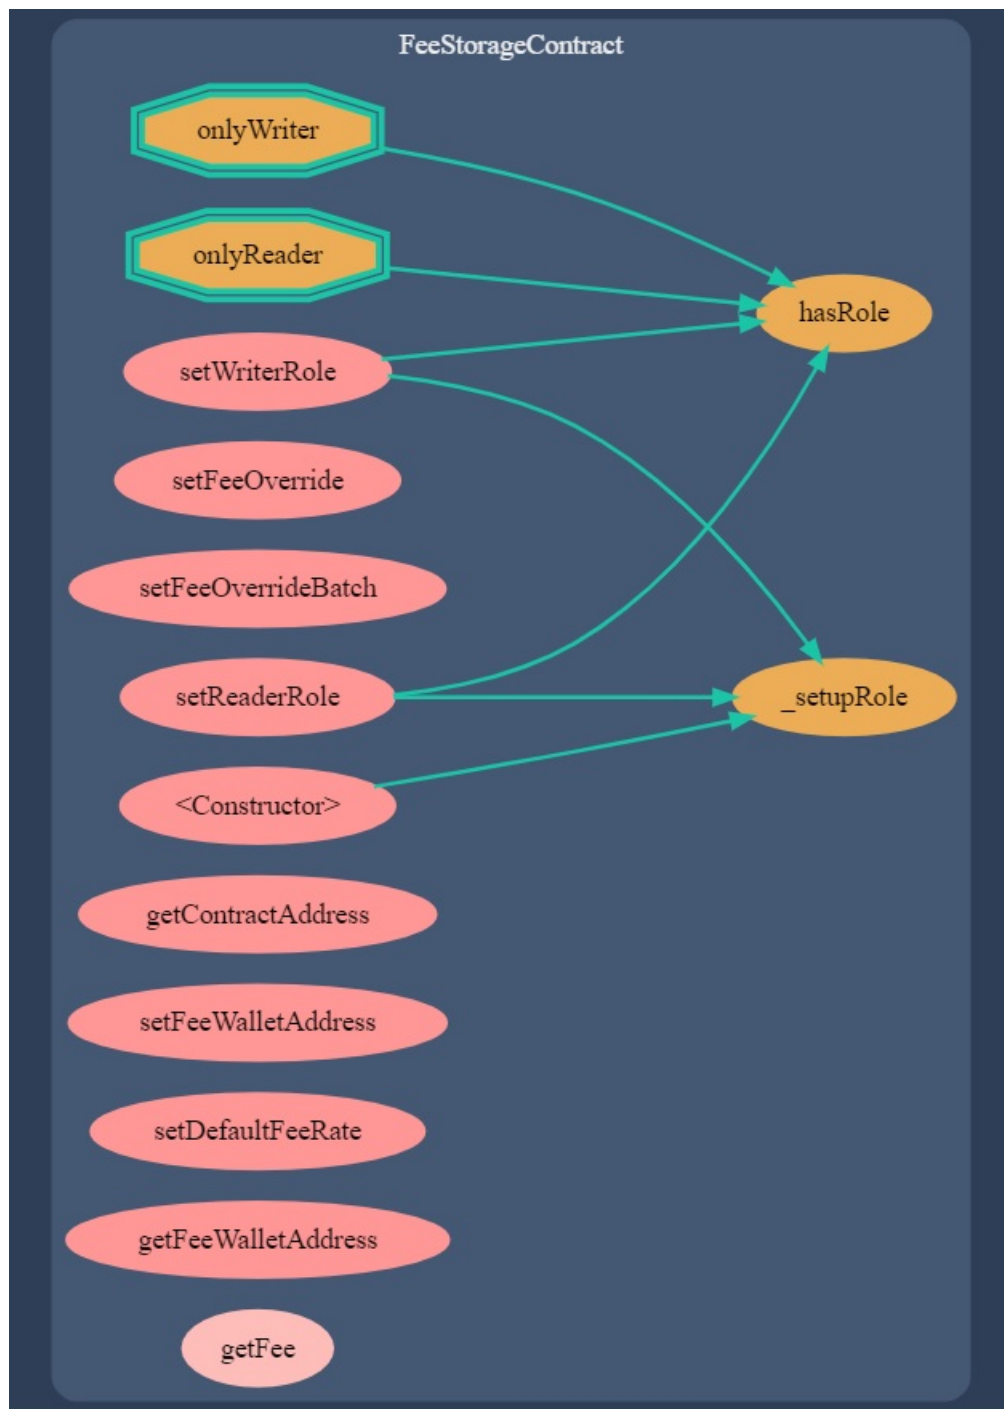 FeeStorageContract
onlyWriter
onlyReader
hasRole
setWriterRole
setFeeOverride
setFeeOverrideBatch
setReaderRole
_setupRole
<Constructor>
getContractAddress
setFeeWalletAddress
setDefaultFeeRate
getFeeWalletAddress
getFee